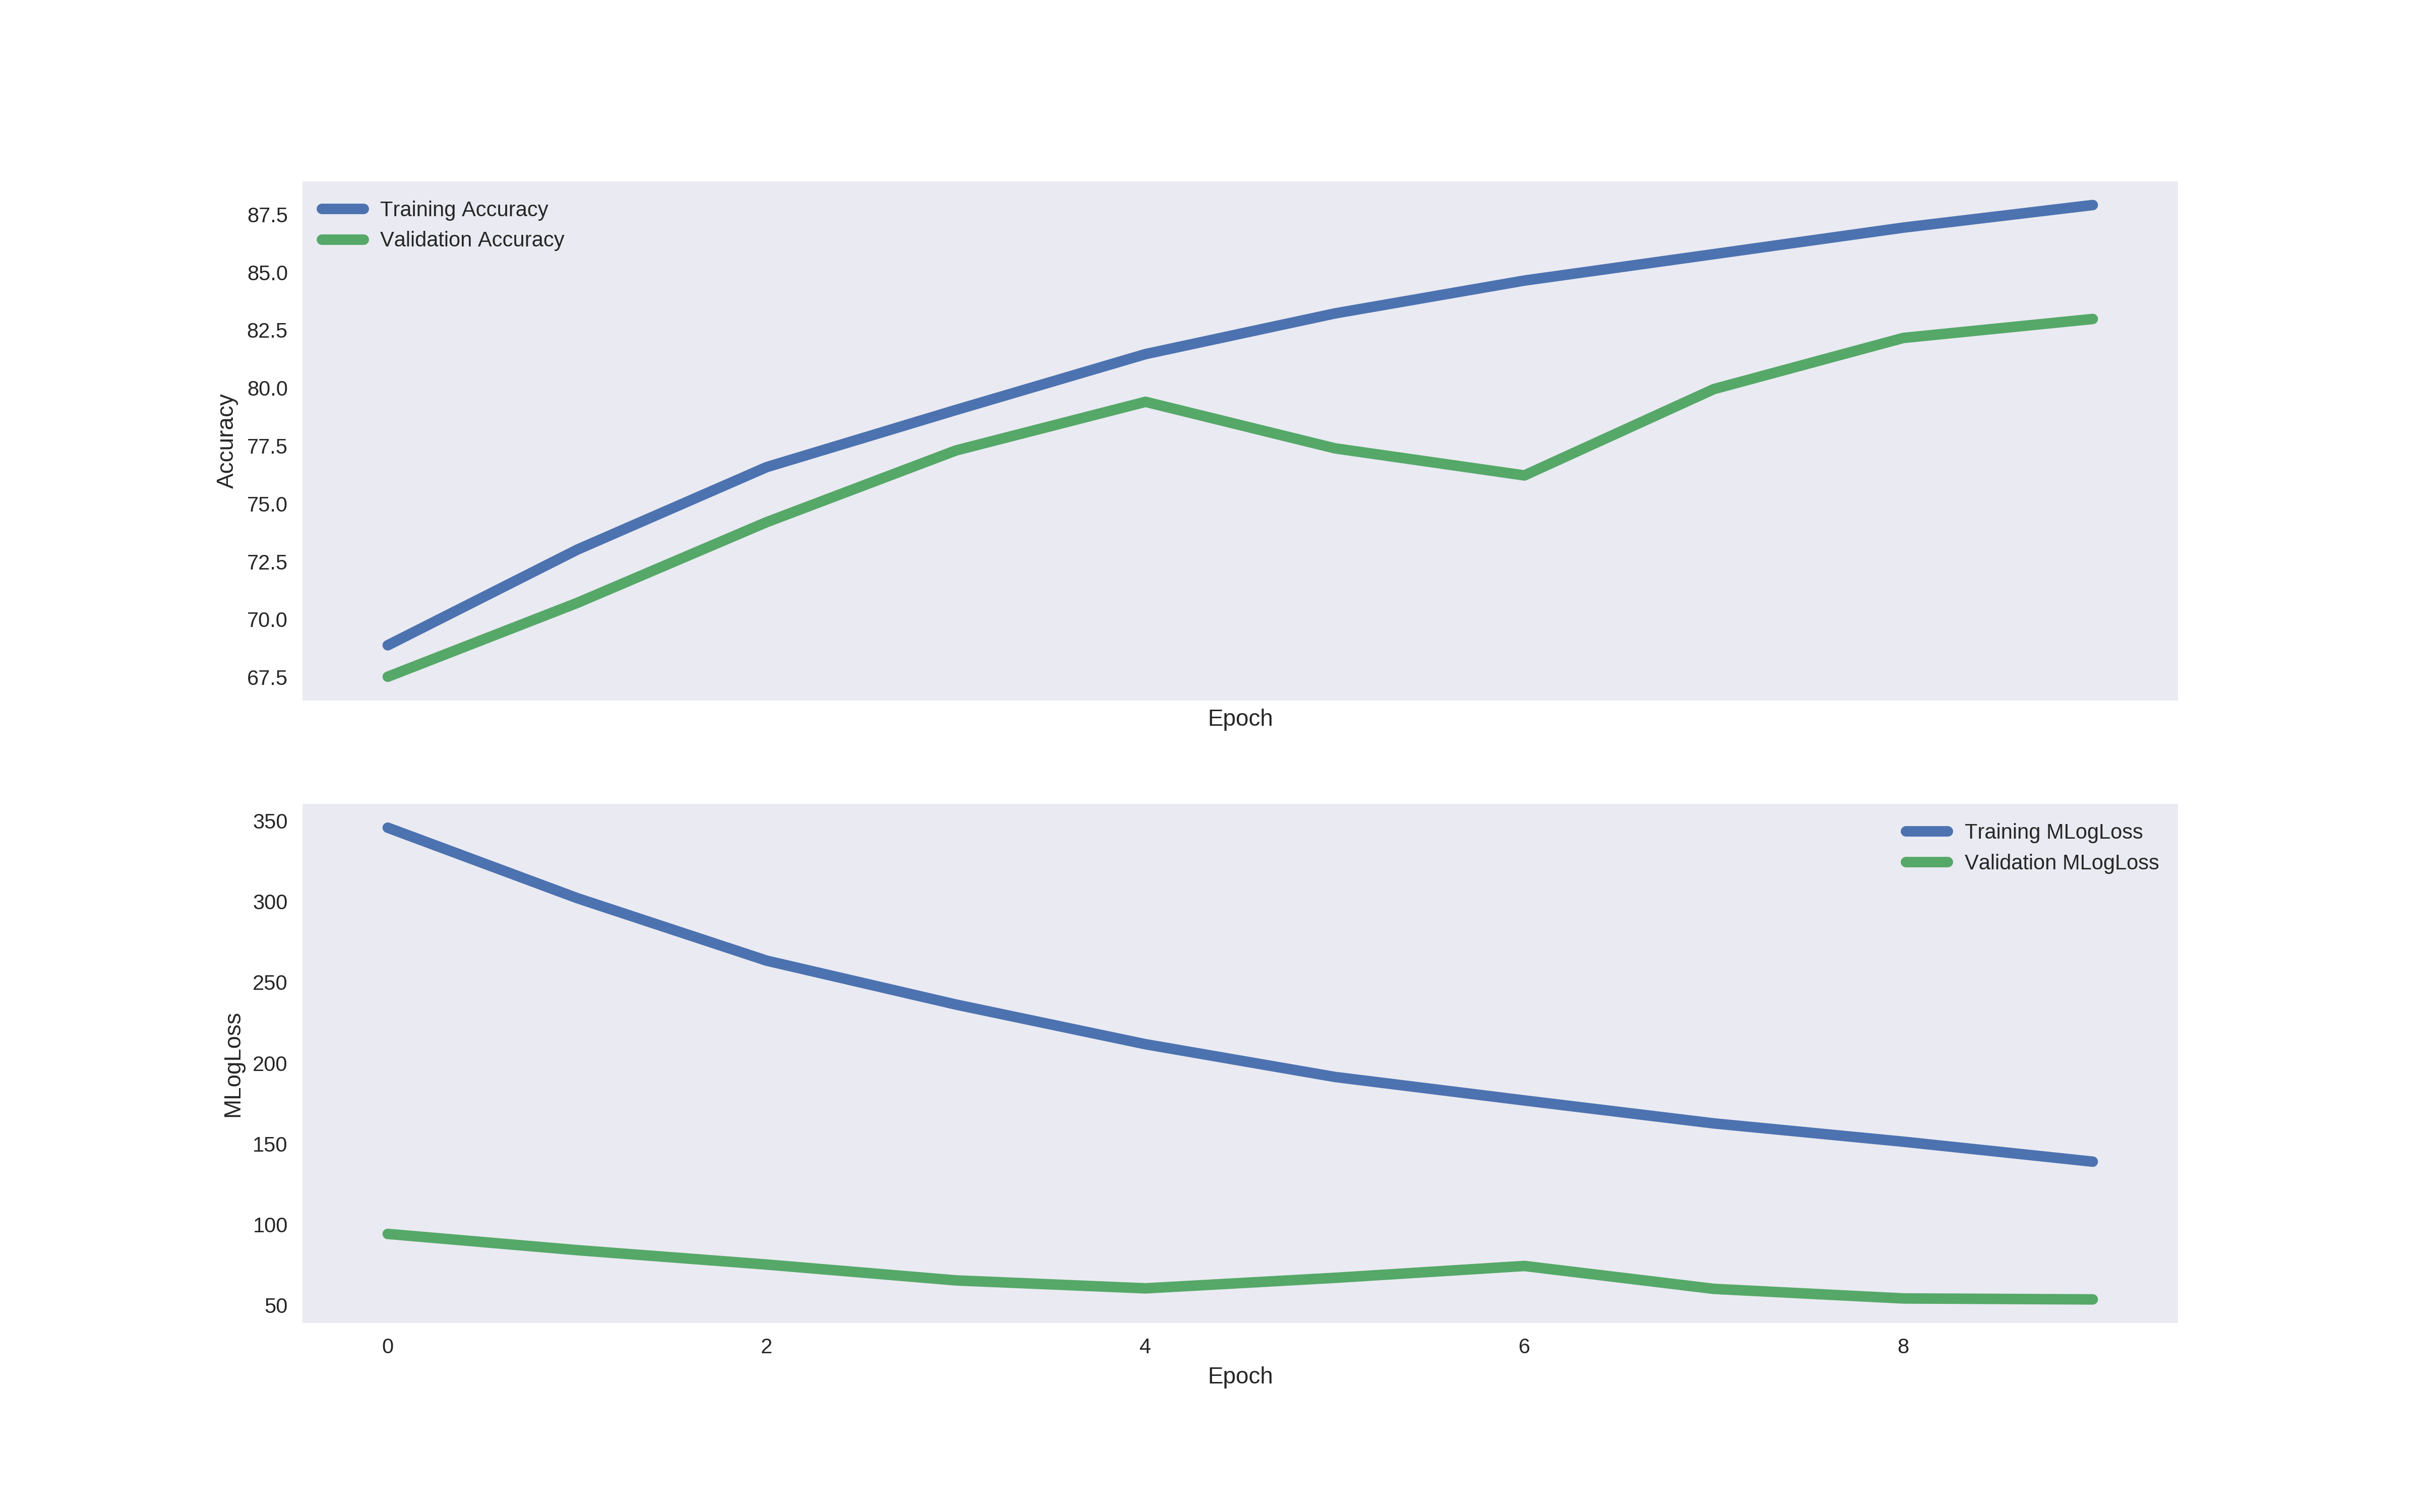 Training Accuracy
Validation Accuracy
87.5
85.0
82.5
80.0
77.5
75.0
72.5
70.0
67.5
Accuracy
Epoch
Training MLogLoss
Validation MLogLoss
350
300
250
200
150
100
50
MLogLoss
0 2 4 6 8
Epoch